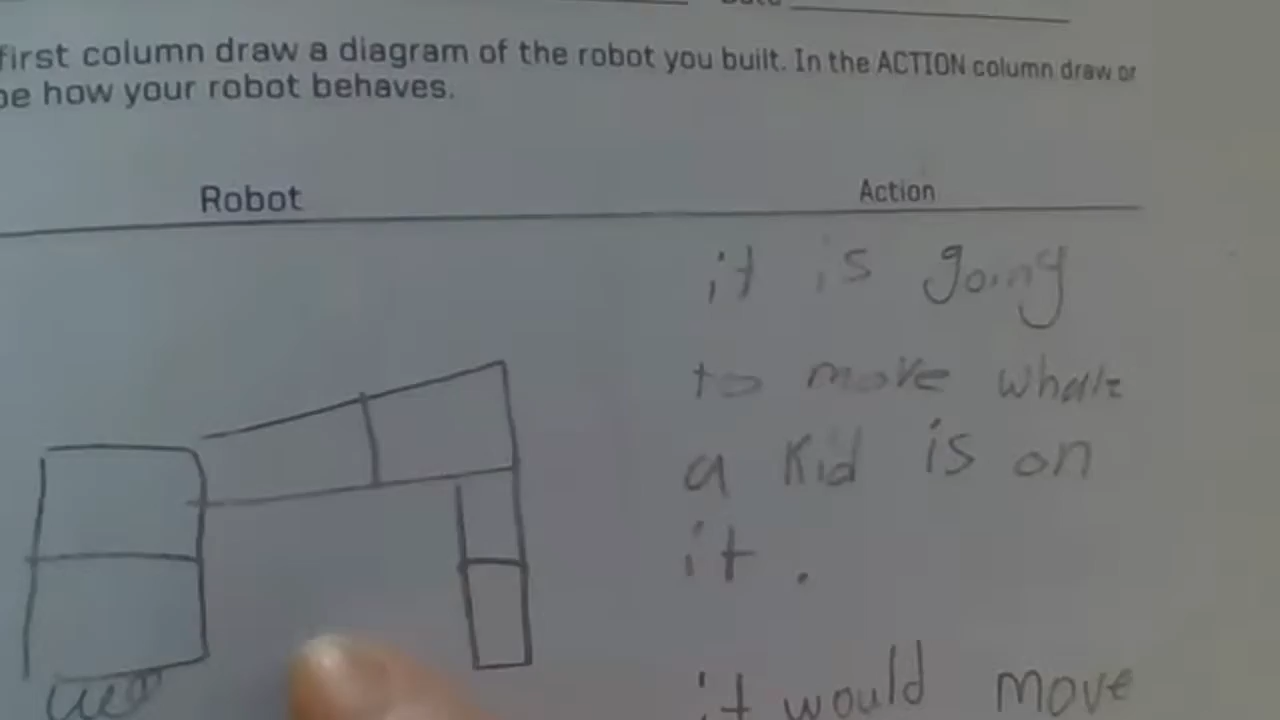 first column draw a diagram of the robot you built. In the ACTION column draw or
be how your robot behaves.
Robot
Action
it is going
to move
a Kid is on
it.
it would move